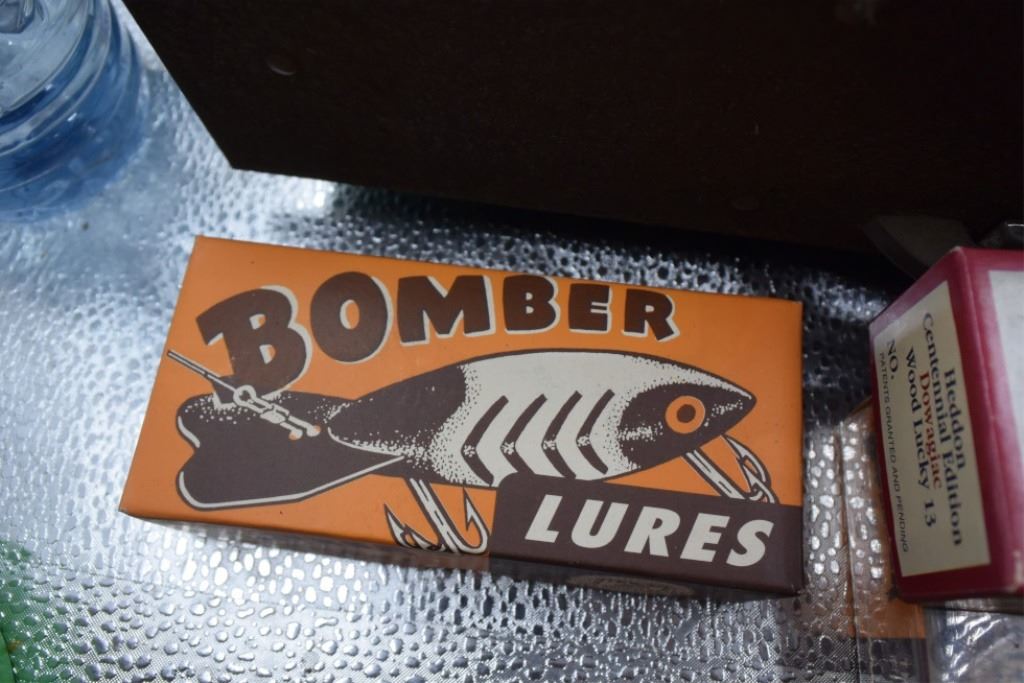 BOMBER
LURES
Heddon
Centennial Edition
Dowagiac
Wood Lucky 13
NO.
PATENTS GRANTED AND PENDING